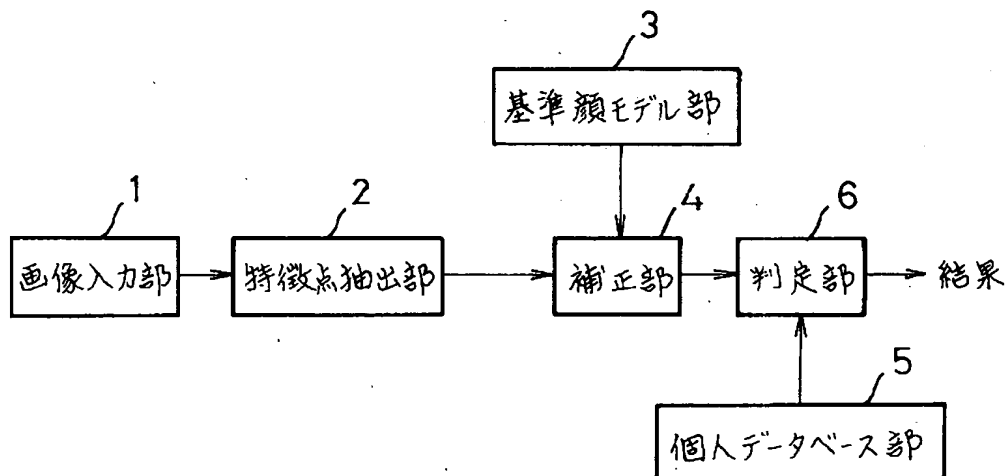 3
基準顔モデル部
1
2
4
6
画像入力部
特徴点抽出部
補正部
判定部
結果
5
個人データベース部